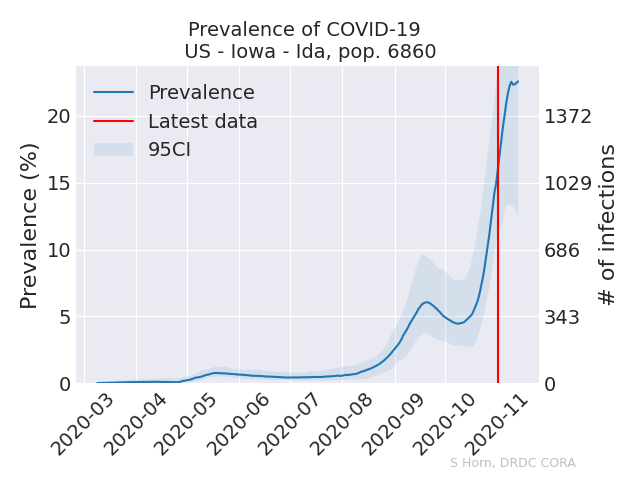 Prevalence of COVID-19
US - Iowa - Ida, pop. 6860
Prevalence
Latest data
95CI
Prevalence (%)
20
15
10
5
0
1372
1029
686
343
0
# of infections
2020-03
2020-04
2020-05
2020-06
2020-07
2020-08
2020-09
2020-10
2020-11
S Horn, DRDC CORA